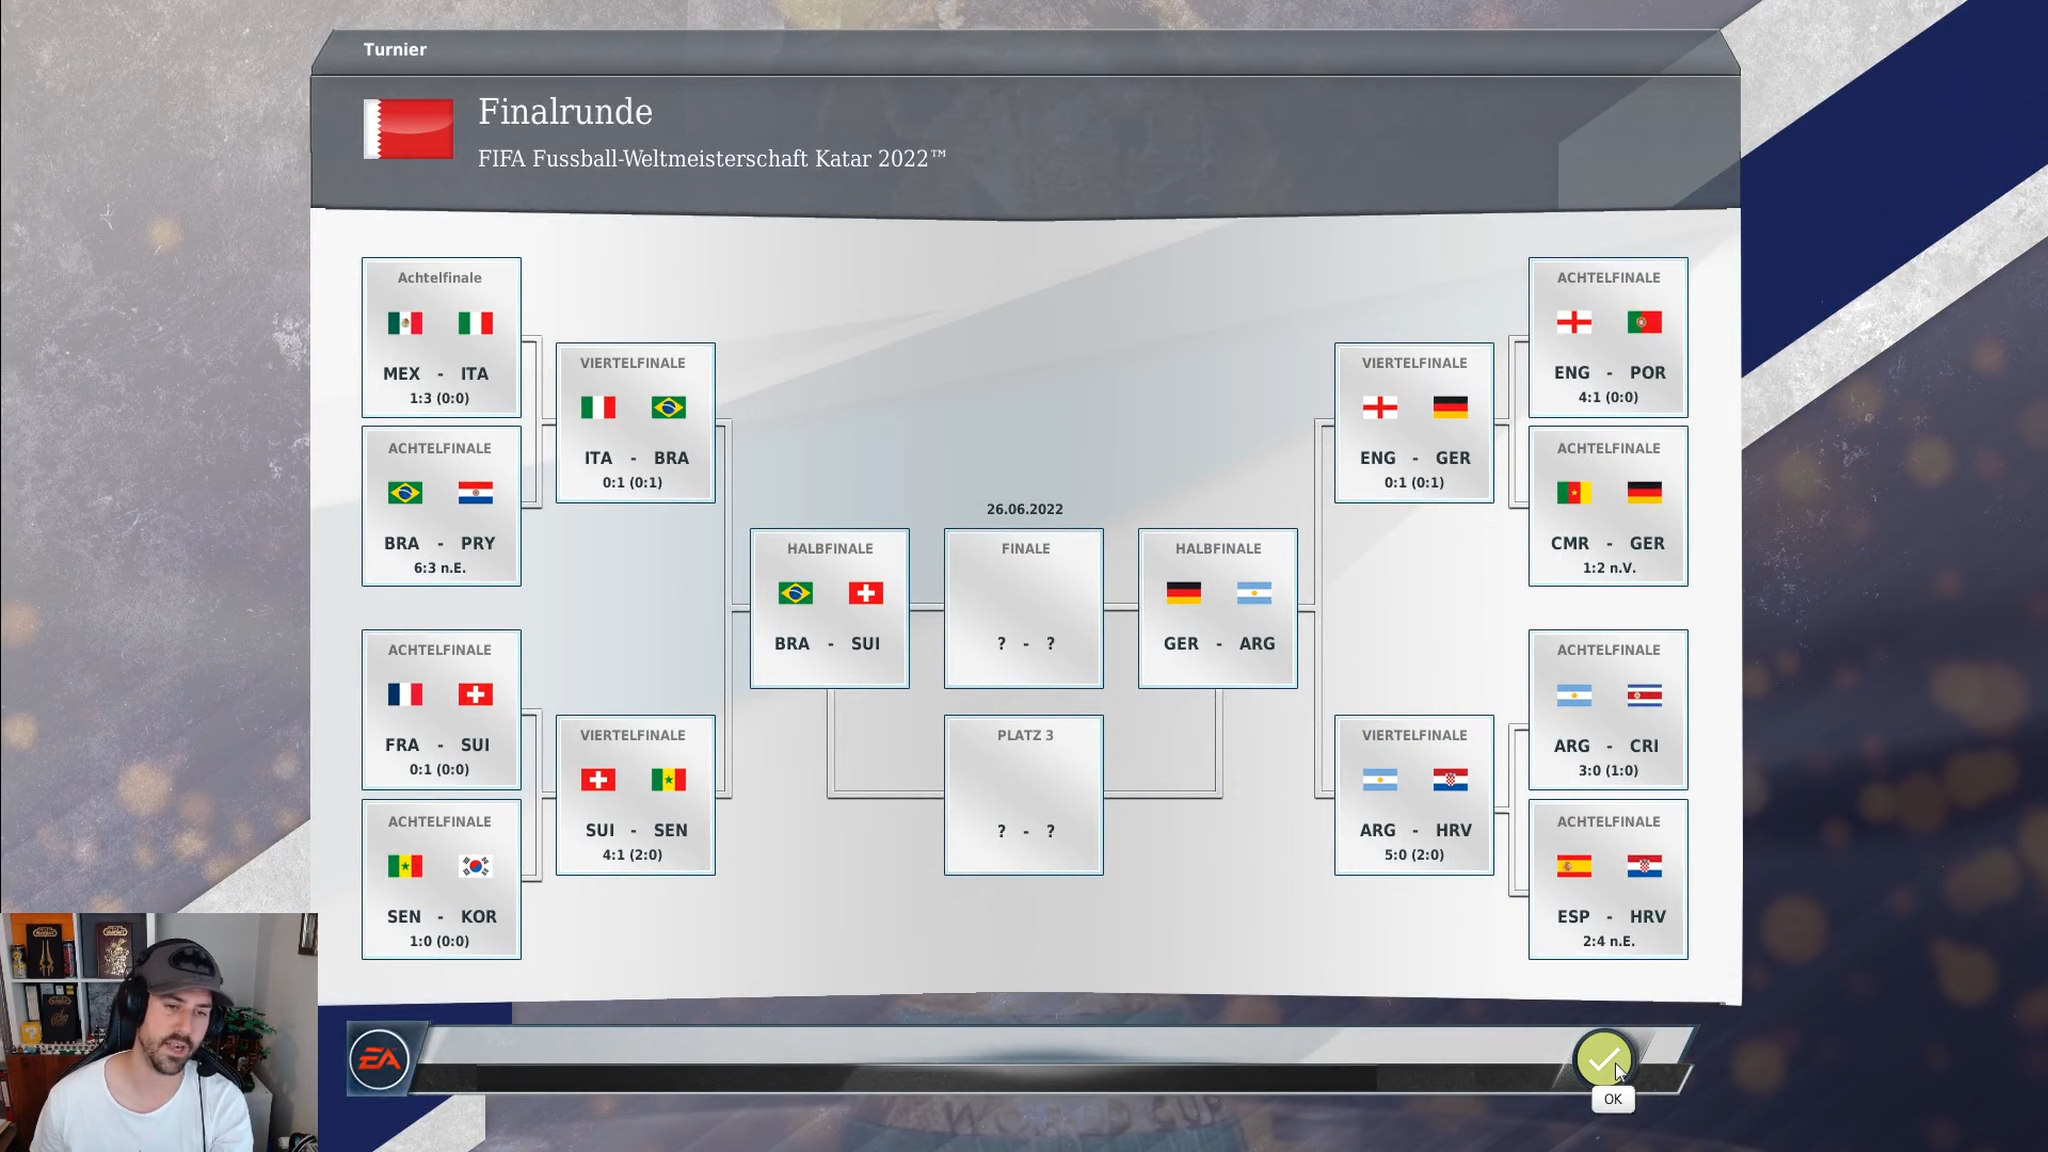 Turnier
Finalrunde
FIFA Fussball-Weltmeisterschaft Katar 2022™
Achtelfinale
MEX - ITA
1:3 (0:0)
ACHTELFINALE
BRA - PRY
6:3 n.E.
ACHTELFINALE
FRA - SUI
0:1 (0:0)
ACHTELFINALE
SEN - KOR
1:0 (0:0)
VIERTELFINALE
ITA - BRA
0:1 (0:1)
VIERTELFINALE
SUI - SEN
4:1 (2:0)
HALBFINALE
BRA - SUI
26.06.2022
FINALE
? - ?
PLATZ 3
? - ?
HALBFINALE
GER - ARG
VIERTELFINALE
ENG - GER
0:1 (0:1)
VIERTELFINALE
ARG - HRV
5:0 (2:0)
ACHTELFINALE
ENG - POR
4:1 (0:0)
ACHTELFINALE
CMR - GER
1:2 n.V.
ACHTELFINALE
ARG - CRI
3:0 (1:0)
ACHTELFINALE
ESP - HRV
2:4 n.E.
EA
OK
WORLD CUP